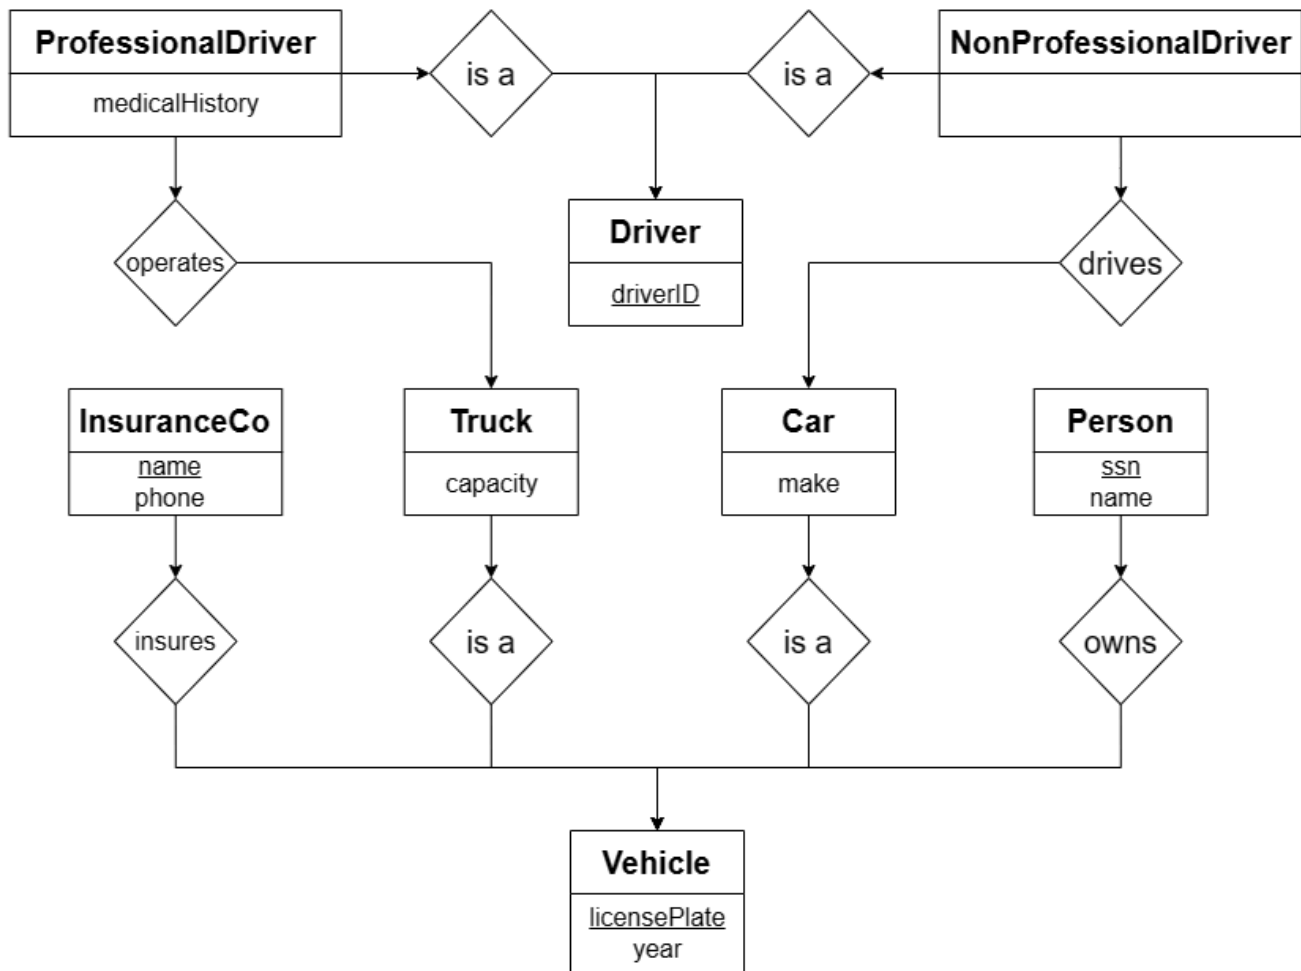 ProfessionalDriver
medicalHistory
is a
is a
NonProfessionalDriver
operates
Driver
driverID
drives
InsuranceCo
name
phone
Truck
capacity
Car
make
Person
ssn
name
insures
is a
is a
owns
Vehicle
licensePlate
year